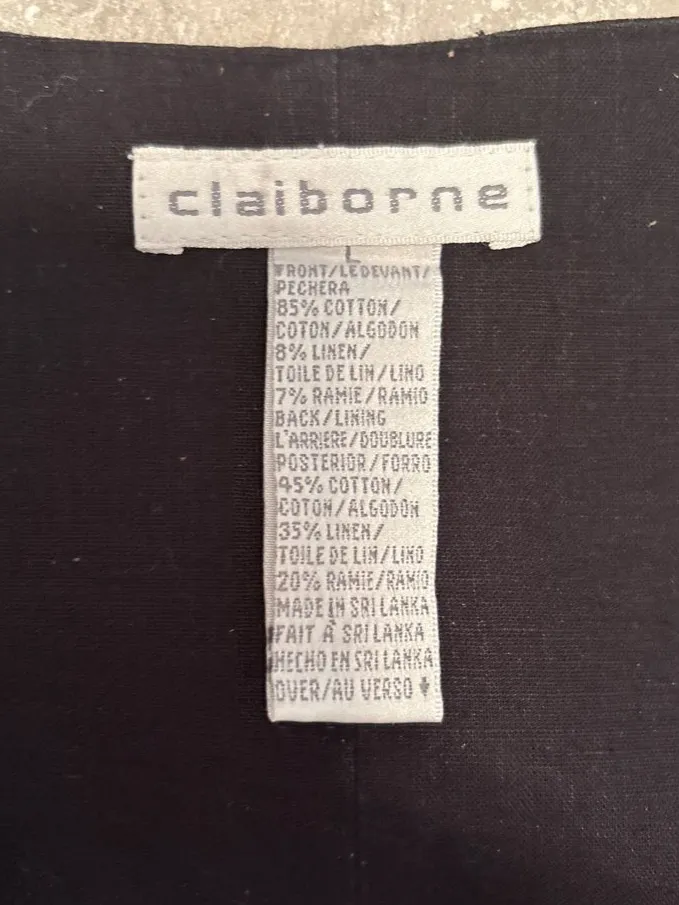 claiborne
L
FRONT/LEDEVANT/
PECHERA
85% COTTON/
COTON/ALGODON
8% LINEN/
TOILE DE LIN/LINO
7% RAMIE/RAMIO
BACK/LINING
L'ARRIERE/DOUBLURE
POSTERIOR/FORRO
45% COTTON/
COTON/ALGODON
35% LINEN/
TOILE DE LIN/LINO
20% RAMIE/RAMIO
MADE IN SRI LANKA
FAIT À SRI LANKA
HECHO EN SRI LANKA
OVER/AU VERSO